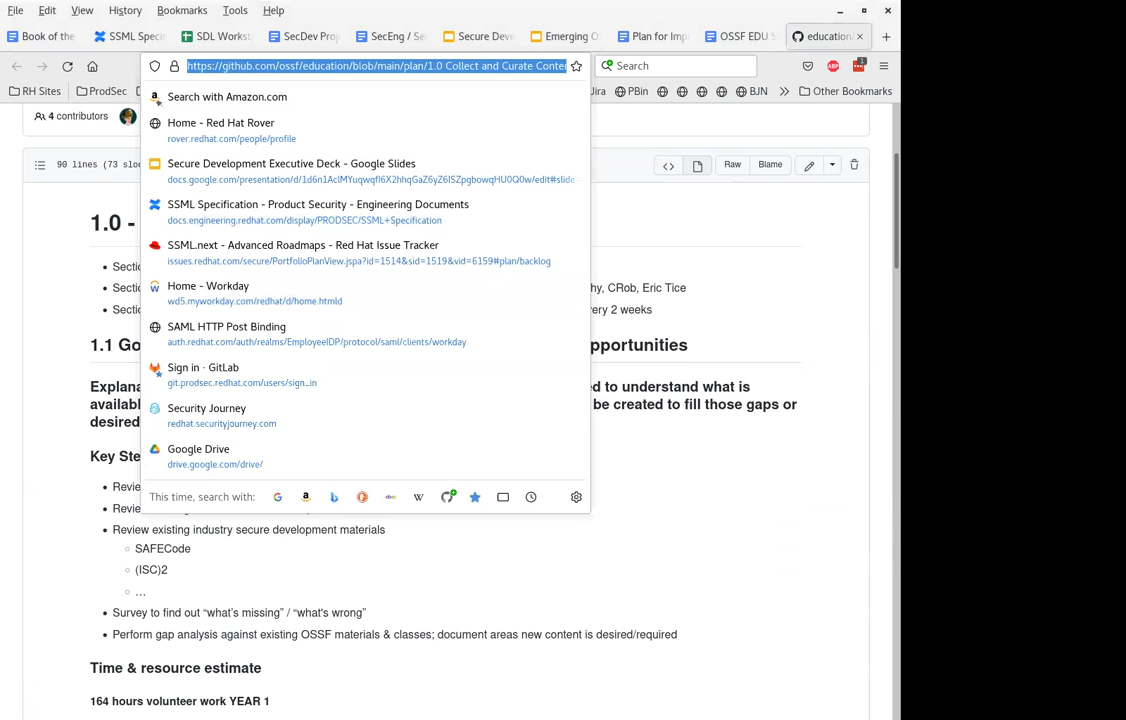 File Edit View History Bookmarks Tools Help
Book of the SSML Speci SDL Works SecDev Proj SecEng / Se Secure Deve Emerging O Plan for Imp OSSF EDU S education
https://github.com/ossf/education/blob/main/plan/1.0 Collect and Curate Conte
Search
RH Sites ProdSec Jira PBin BJN Other Bookmarks
4 contributors
Search with Amazon.com
Home - Red Hat Rover
rover.redhat.com/people/profile
90 lines (73 sloc
Raw Blame
Secure Development Executive Deck - Google Slides
docs.google.com/presentation/d/1d6n1AclMYuqwqfI6X2hhqGaZ6yZ6ISZpgbowqHU0Q0w/edit#slide
SSML Specification - Product Security - Engineering Documents
docs.engineering.redhat.com/display/PRODSEC/SSML+Specification
1.0 -
SSML.next - Advanced Roadmaps - Red Hat Issue Tracker
issues.redhat.com/secure/PortfolioPlanView.jspa?id=1514&sid=1519&vid=6159#plan/backlog
Secti
Home - Workday
Secti hy, CRob, Eric Tice
wd5.myworkday.com/redhat/d/home.htmld
Secti very 2 weeks
SAML HTTP Post Binding
auth.redhat.com/auth/realms/EmployeeIDP/protocol/saml/clients/workday
1.1 Go pportunities
Sign in · GitLab
git.prodsec.redhat.com/users/sign_in
Explana d to understand what is
availab be created to fill those gaps or
desired
Security Journey
redhat.securityjourney.com
Google Drive
drive.google.com/drive/
Key Ste
Revie
This time, search with:
Revie
Review existing industry secure development materials
SAFECode
(ISC)2
…
Survey to find out “what’s missing” / “what's wrong”
Perform gap analysis against existing OSSF materials & classes; document areas new content is desired/required
Time & resource estimate
164 hours volunteer work YEAR 1